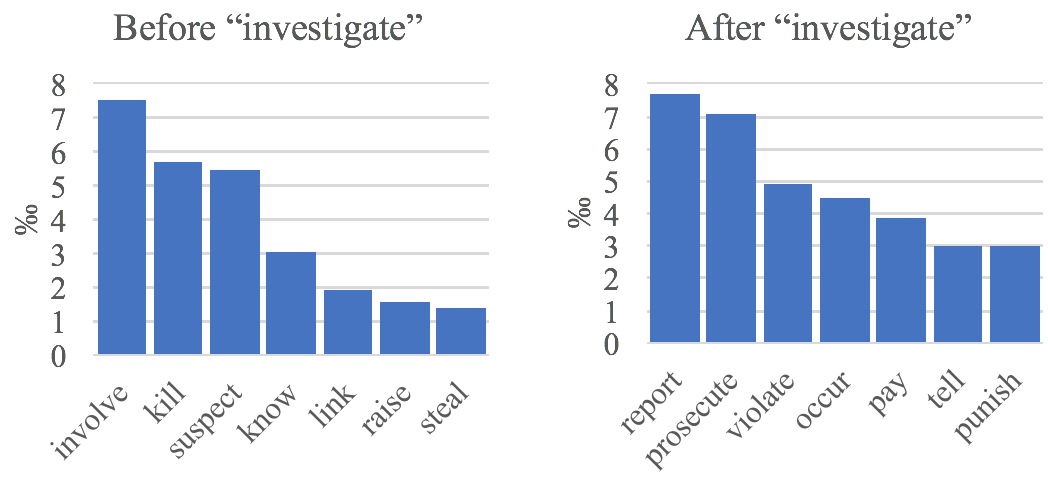 Before “investigate”
8
7
6
5
4
3
2
1
0
‰
involve
kill
suspect
know
link
raise
steal
After “investigate”
8
7
6
5
4
3
2
1
0
‰
report
prosecute
violate
occur
pay
tell
punish